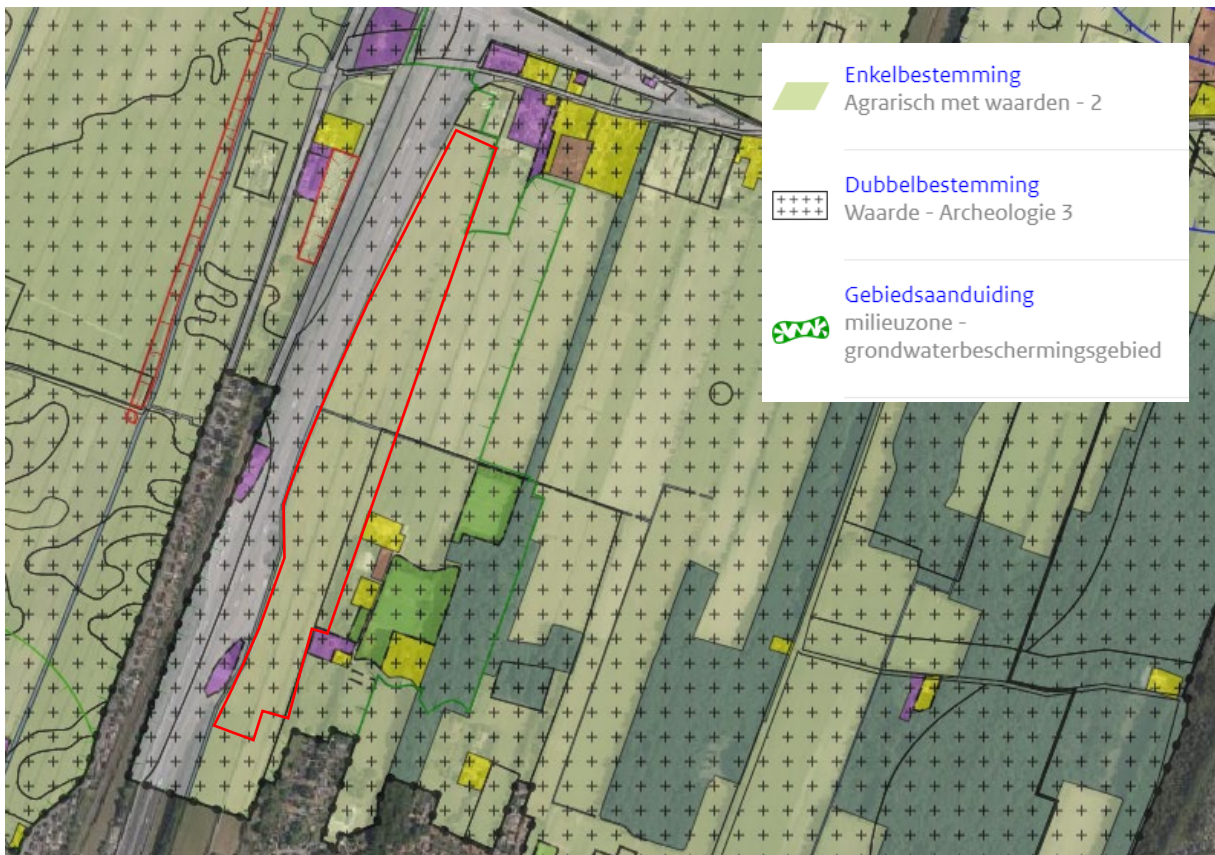 Enkelbestemming
Agrarisch met waarden - 2
Dubbelbestemming
Waarde - Archeologie 3
Gebiedsaanduiding
milieuzone -
grondwaterbeschermingsgebied